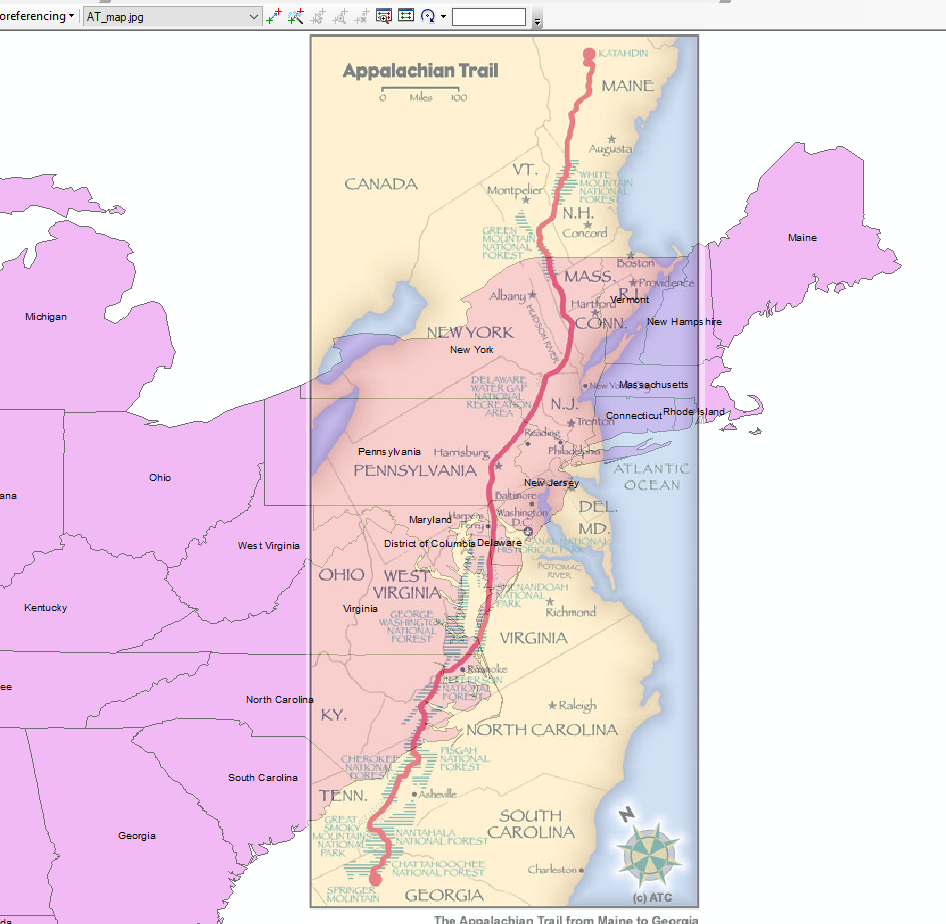 oreferencing
AT_map.jpg
KATAHDIN
Appalachian Trail
MAINE
0 Miles 100
Augusta
VT.
WHITE
MOUNTAIN
NATIONAL
FOREST
CANADA
Montpelier
N.H.
GREEN
MOUNTAIN
NATIONAL
FOREST
Concord
Maine
Boston
MASS.
Providence
Albany
R.I.
Vermont
Hartford
Michigan
HUDSON RIVER
CONN.
New Hampshire
NEW YORK
New York
DELAWARE
WATER GAP
NATIONAL
RECREATION
AREA
New York City
Massachusetts
N.J.
Connecticut
Rhode Island
Trenton
Reading
Pennsylvania
Harrisburg
Philadelphia
PENNSYLVANIA
ATLANTIC
OCEAN
Ohio
New Jersey
ana
Baltimore
DEL.
Maryland
Harpers
Ferry
Washington
D.C.
MD.
District of Columbia
Delaware
West Virginia
HISTORICAL PARK
POTOMAC
RIVER
OHIO
WEST
VIRGINIA
SHENANDOAH
NATIONAL
PARK
Kentucky
Virginia
GEORGE
WASHINGTON
NATIONAL
FOREST
Richmond
VIRGINIA
Roanoke
ee
JEFFERSON
NATIONAL
FOREST
North Carolina
KY.
Raleigh
NORTH CAROLINA
CHEROKEE
NATIONAL
FOREST
PISGAH
NATIONAL
FOREST
South Carolina
TENN.
Asheville
GREAT
SMOKY
MOUNTAINS
NATIONAL
PARK
SOUTH
CAROLINA
N
Georgia
NANTAHALA
NATIONAL FOREST
CHATTAHOOCHEE
NATIONAL FOREST
Charleston
SPRINGER
MOUNTAIN
GEORGIA
(c) ATC
The Appalachian Trail from Maine to Georgia
da